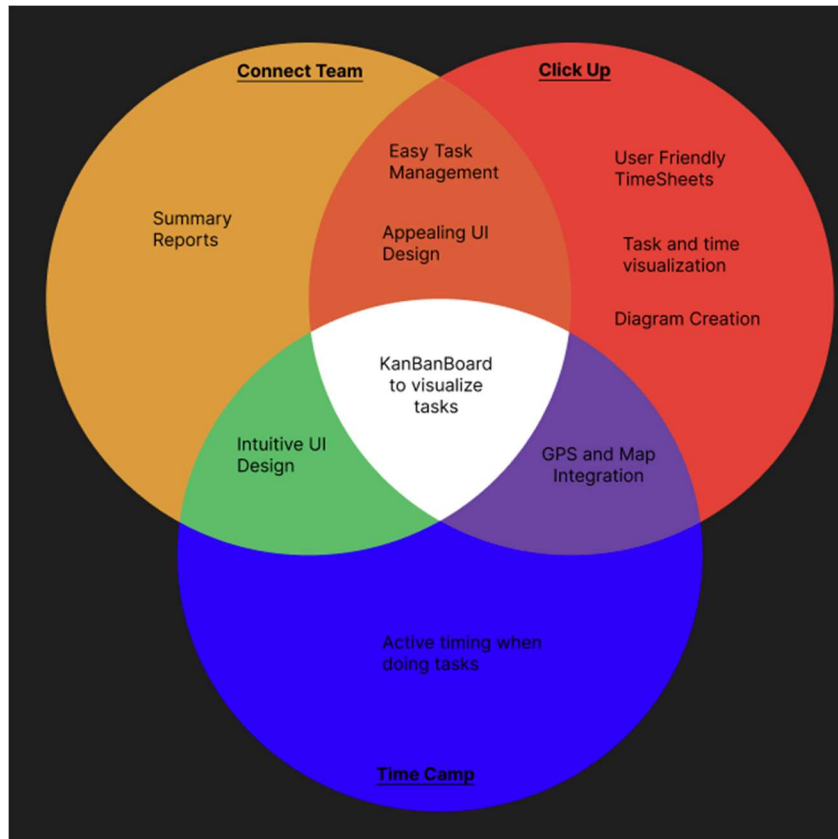 Connect Team
Click Up
Easy Task
Management
User Friendly
TimeSheets
Summary
Reports
Appealing UI
Design
Task and time
visualization
Diagram Creation
KanBanBoard
to visualize
tasks
Intuitive UI
Design
GPS and Map
Integration
Active timing when
doing tasks
Time Camp